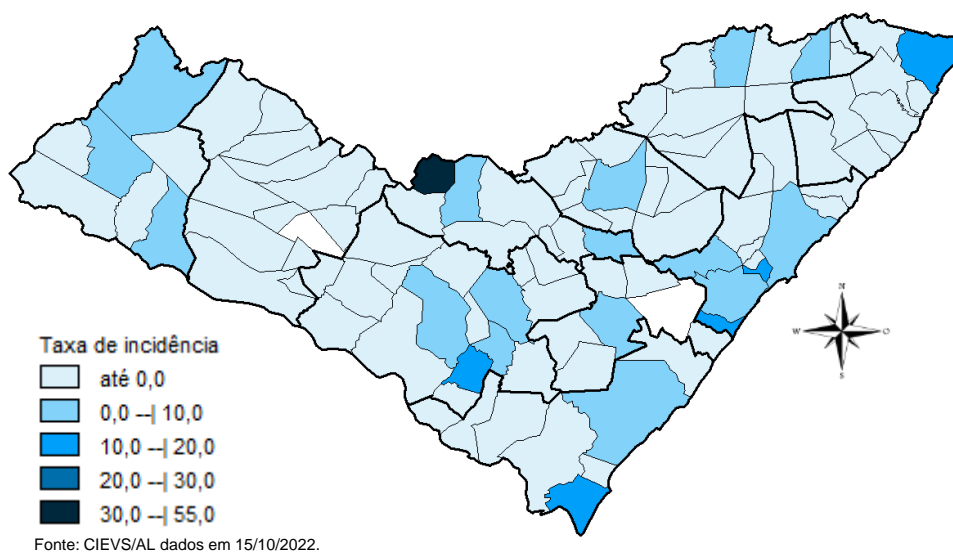 N
W
O
S
Taxa de incidência
até 0,0
0,0 --| 10,0
10,0 --| 20,0
20,0 --| 30,0
30,0 --| 55,0
Fonte: CIEVS/AL dados em 15/10/2022.